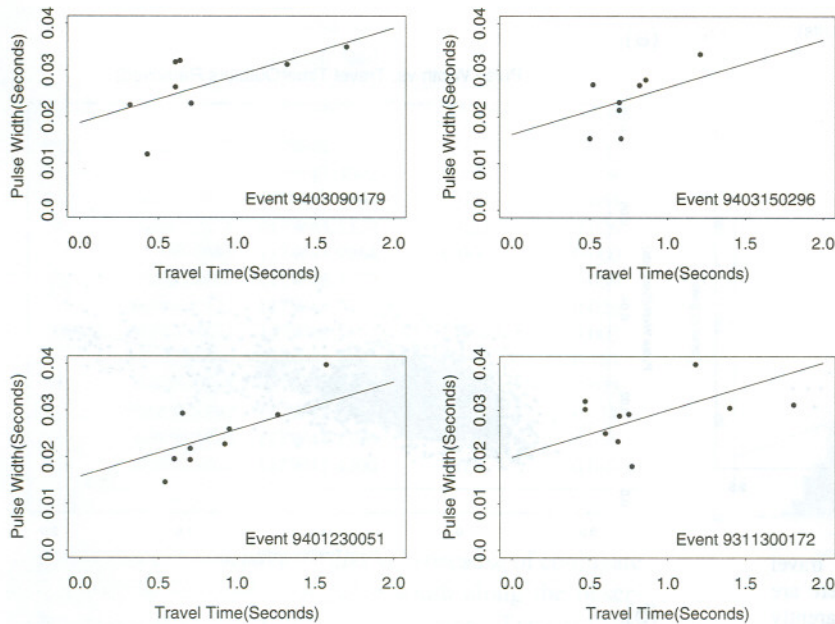 0.04
0.03
0.02
0.01
0.0
Pulse Width(Seconds)
Event 9403090179
0.0 0.5 1.0 1.5 2.0
Travel Time(Seconds)
0.04
0.03
0.02
0.01
0.0
Pulse Width(Seconds)
Event 9403150296
0.0 0.5 1.0 1.5 2.0
Travel Time(Seconds)
0.04
0.03
0.02
0.01
0.0
Pulse Width(Seconds)
Event 9401230051
0.0 0.5 1.0 1.5 2.0
Travel Time(Seconds)
0.04
0.03
0.02
0.01
0.0
Pulse Width(Seconds)
Event 9311300172
0.0 0.5 1.0 1.5 2.0
Travel Time(Seconds)